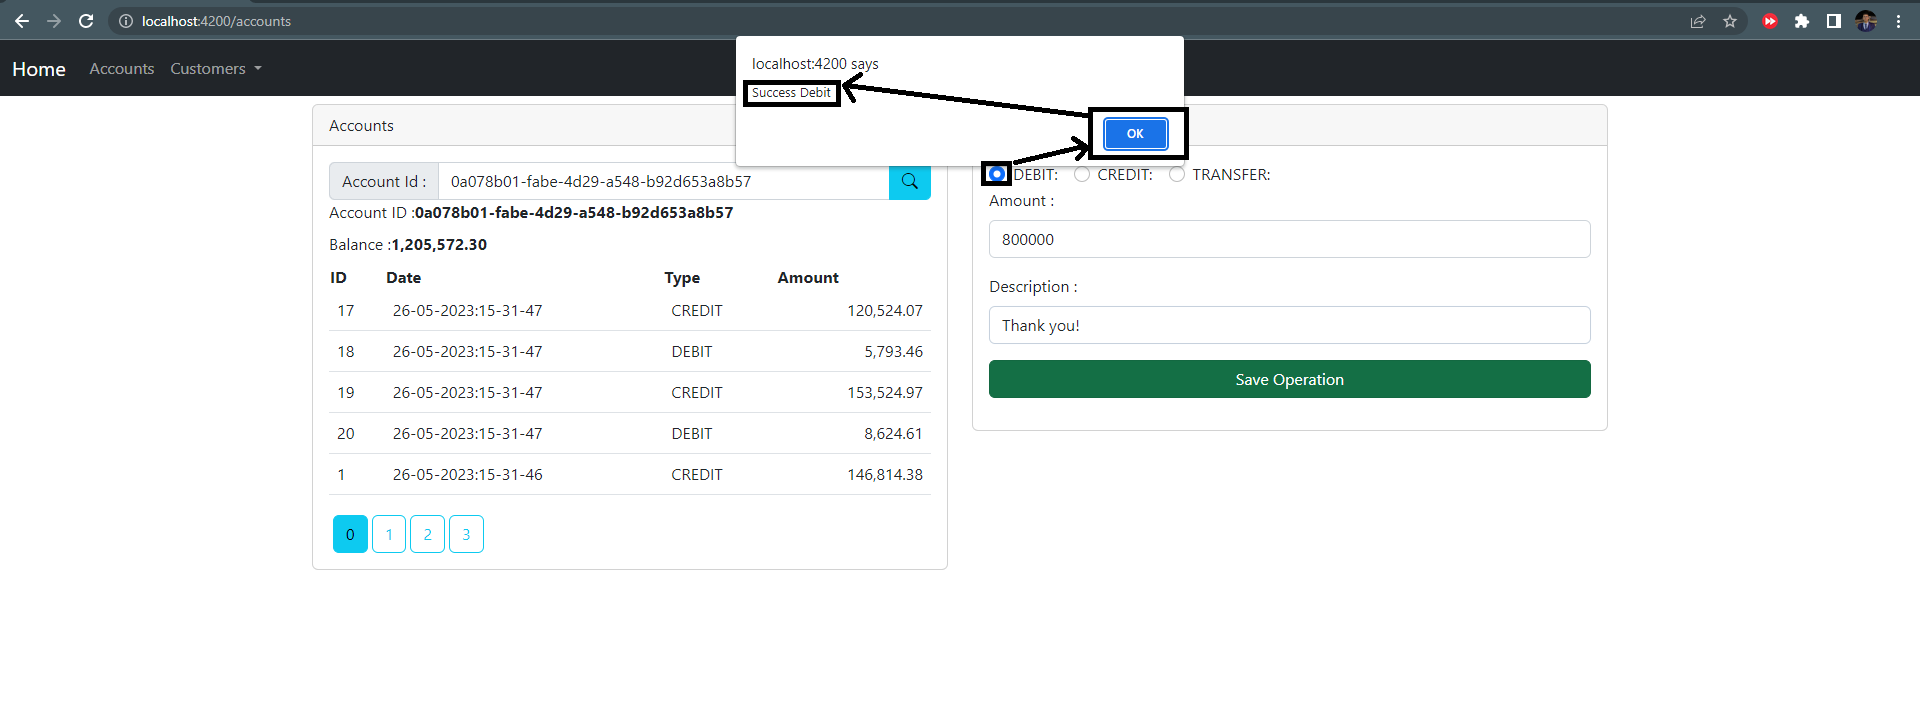 localhost:4200/accounts
Home Accounts Customers
localhost:4200 says
Success Debit
OK
Accounts
Account Id : 0a078b01-fabe-4d29-a548-b92d653a8b57
Account ID :0a078b01-fabe-4d29-a548-b92d653a8b57
Balance :1,205,572.30
ID Date Type Amount
17 26-05-2023:15-31-47 CREDIT 120,524.07
18 26-05-2023:15-31-47 DEBIT 5,793.46
19 26-05-2023:15-31-47 CREDIT 153,524.97
20 26-05-2023:15-31-47 DEBIT 8,624.61
1 26-05-2023:15-31-46 CREDIT 146,814.38
0 1 2 3
DEBIT: CREDIT: TRANSFER:
Amount :
800000
Description :
Thank you!
Save Operation